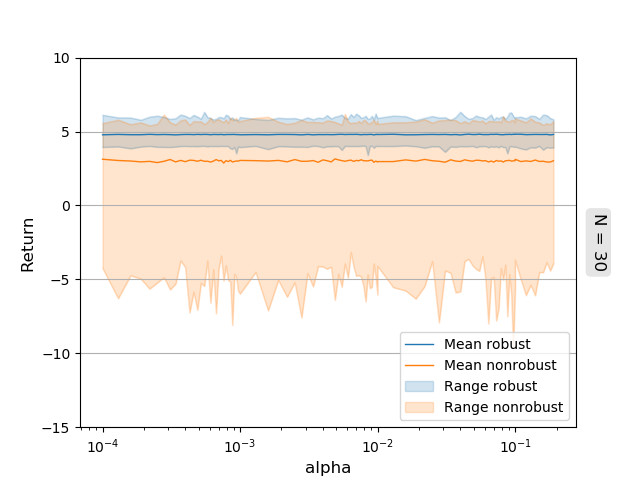 10
5
0
−5
−10
−15
Return
10⁻⁴
10⁻³
10⁻²
10⁻¹
alpha
N = 30
Mean robust
Mean nonrobust
Range robust
Range nonrobust